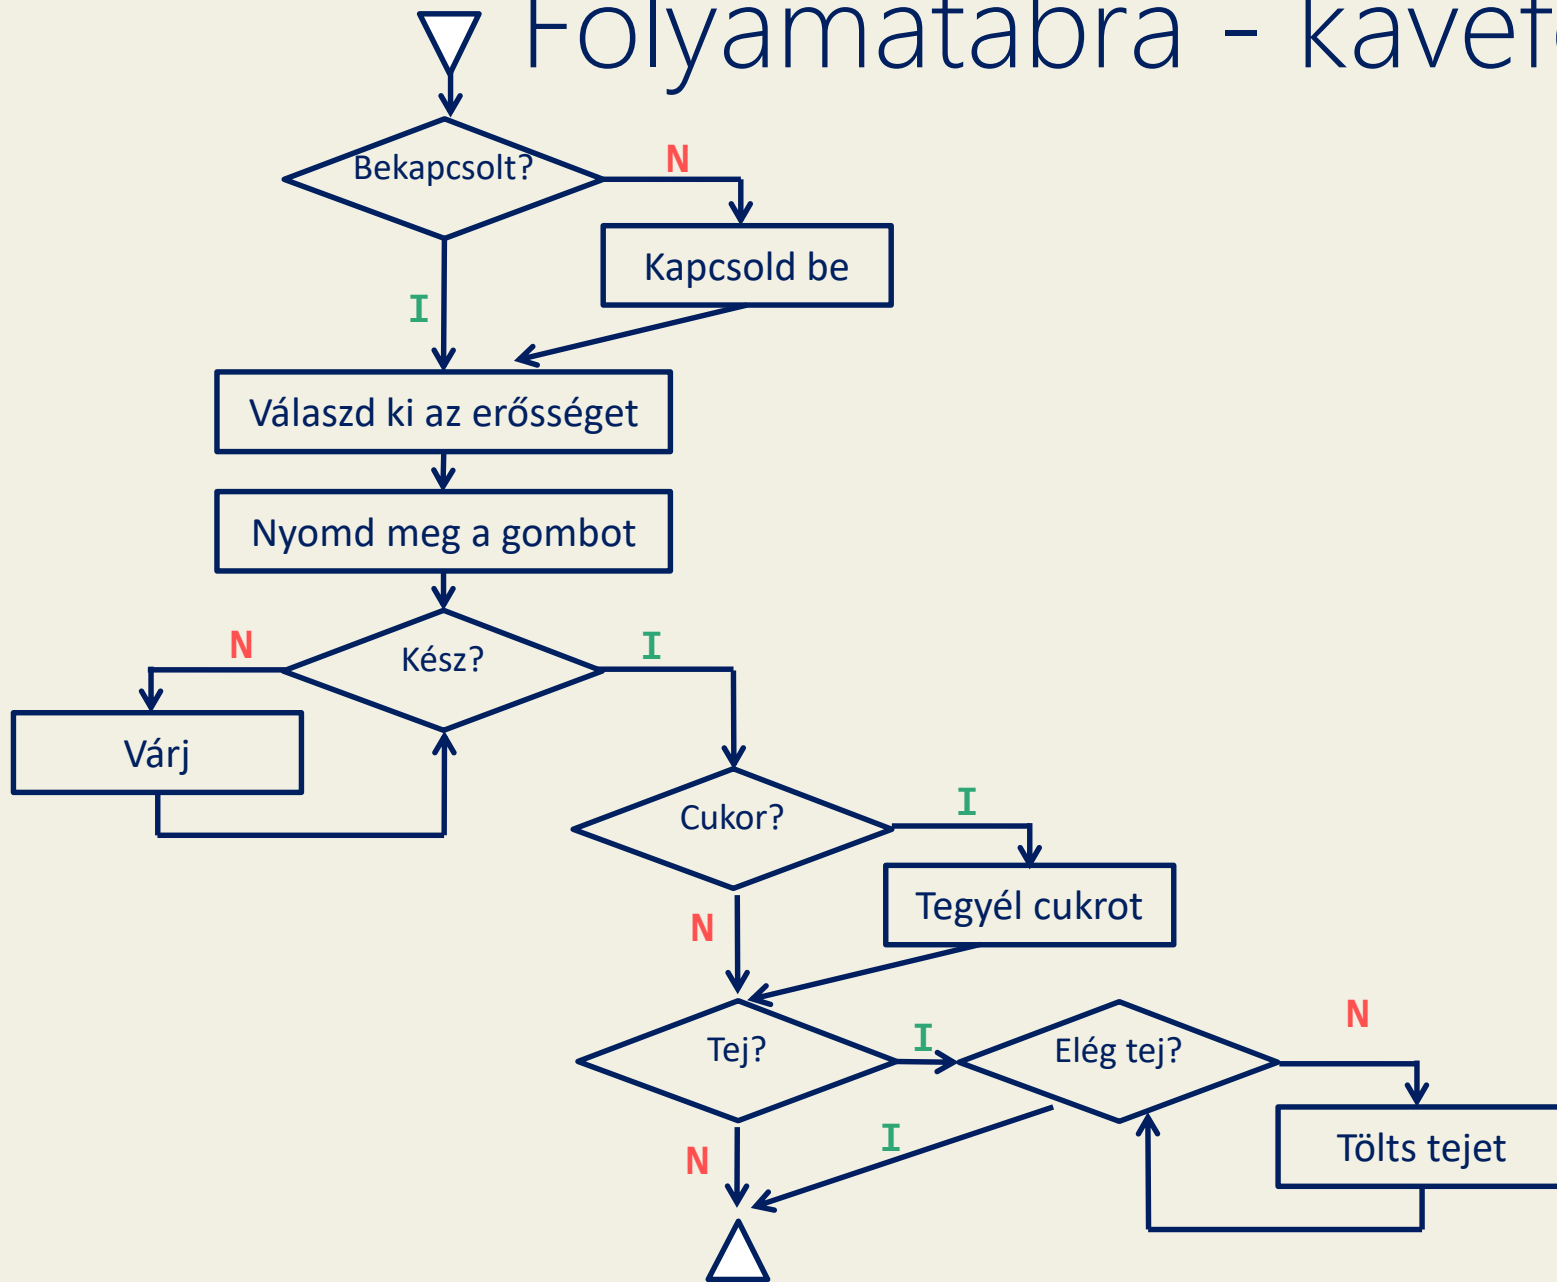 Folyamatábra -
Bekapcsolt?
N
Kapcsold be
I
Válaszd ki az erősséget
Nyomd meg a gombot
N
Kész?
I
Várj
Cukor?
I
Tegyél cukrot
N
Tej?
I
Elég tej?
N
I
N
Tölts tejet